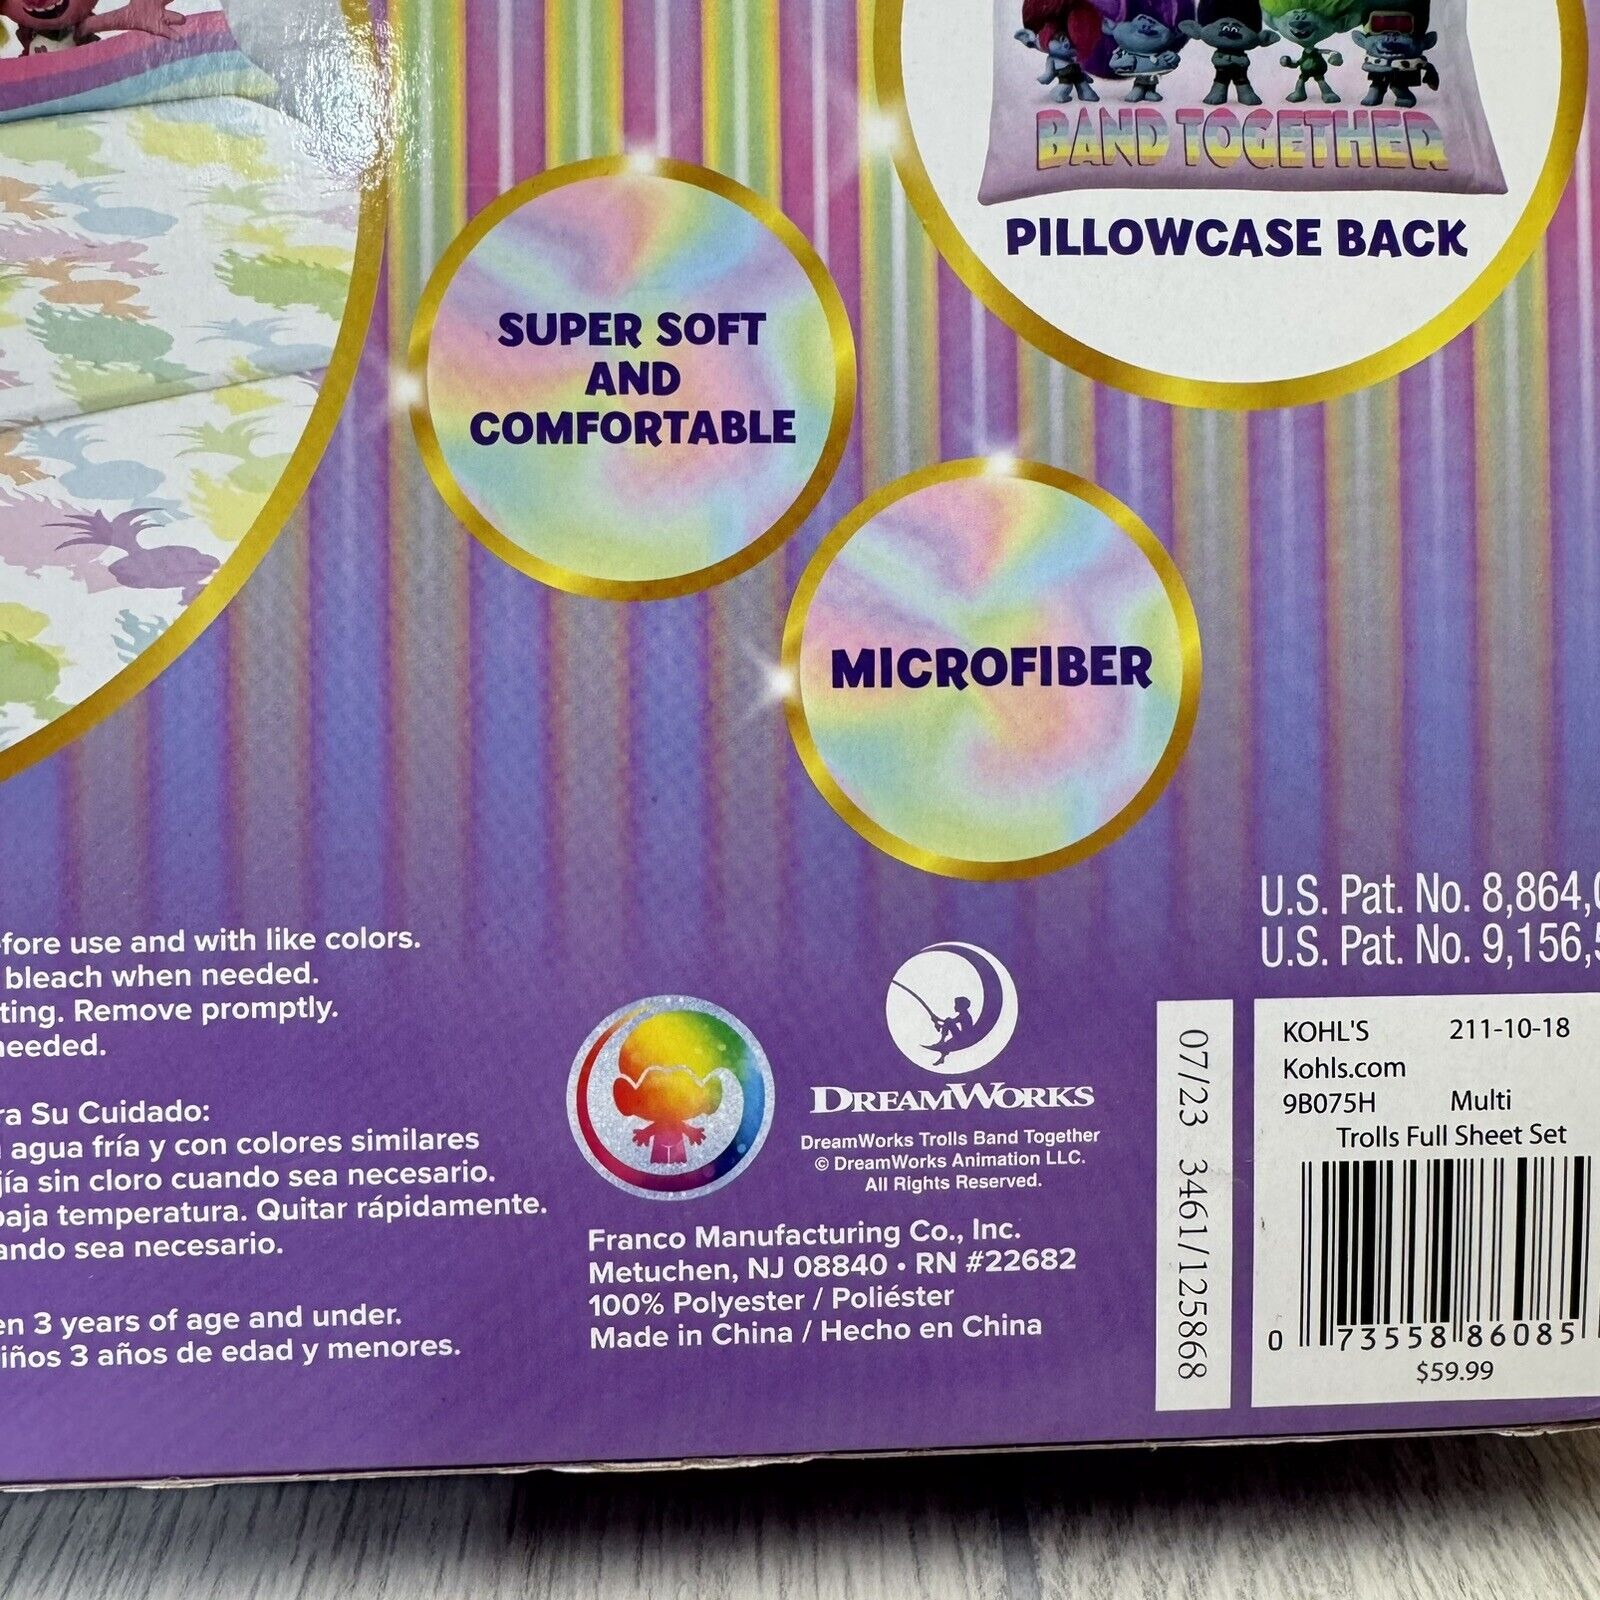 BAND TOGETHER
PILLOWCASE BACK
SUPER SOFT
AND
COMFORTABLE
MICROFIBER
U.S. Pat. No. 8,864,
U.S. Pat. No. 9,156,
fore use and with like colors.
bleach when needed.
ting. Remove promptly.
needed.
ra Su Cuidado:
agua fría y con colores similares
jía sin cloro cuando sea necesario.
baja temperatura. Quitar rápidamente.
ando sea necesario.
en 3 years of age and under.
iños 3 años de edad y menores.
DREAMWORKS
DreamWorks Trolls Band Together
© DreamWorks Animation LLC.
All Rights Reserved.
Franco Manufacturing Co., Inc.
Metuchen, NJ 08840 • RN #22682
100% Polyester / Poliéster
Made in China / Hecho en China
07/23 3461/125868
KOHL'S 211-10-18
Kohls.com
9B075H Multi
Trolls Full Sheet Set
0 73558 86085
$59.99